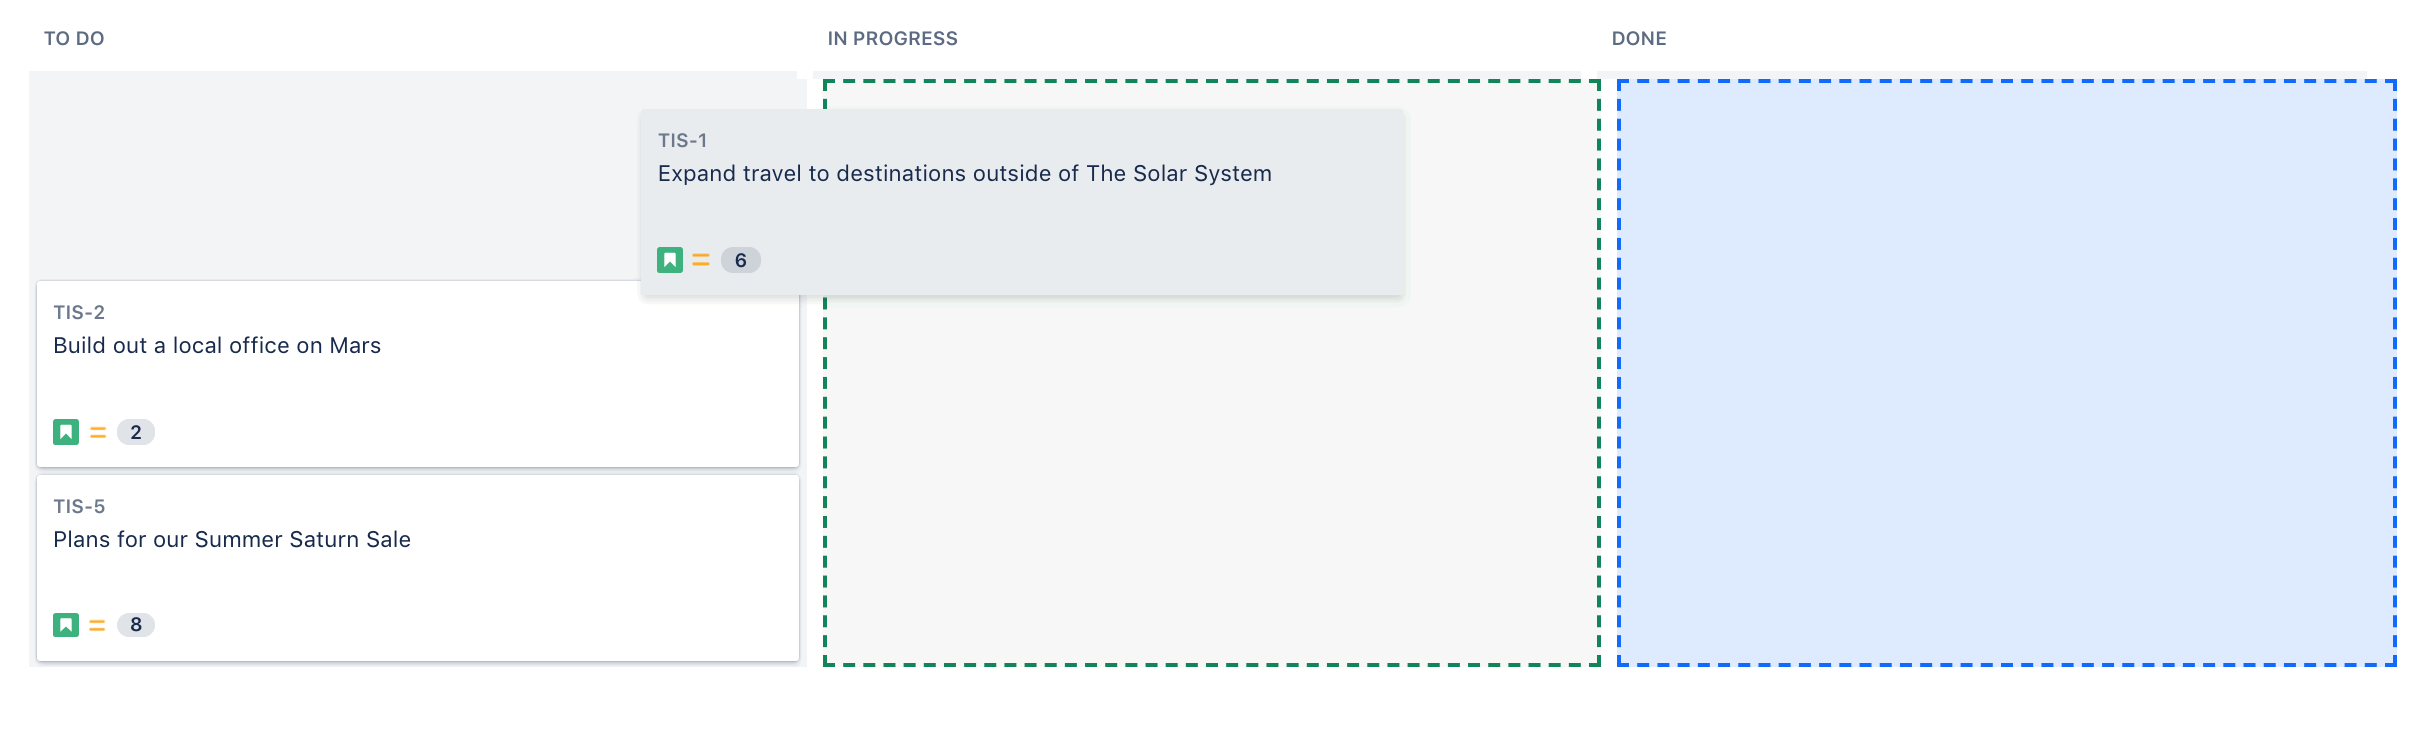 TO DO
IN PROGRESS
DONE
TIS-1
Expand travel to destinations outside of The Solar System
6
TIS-2
Build out a local office on Mars
2
TIS-5
Plans for our Summer Saturn Sale
8